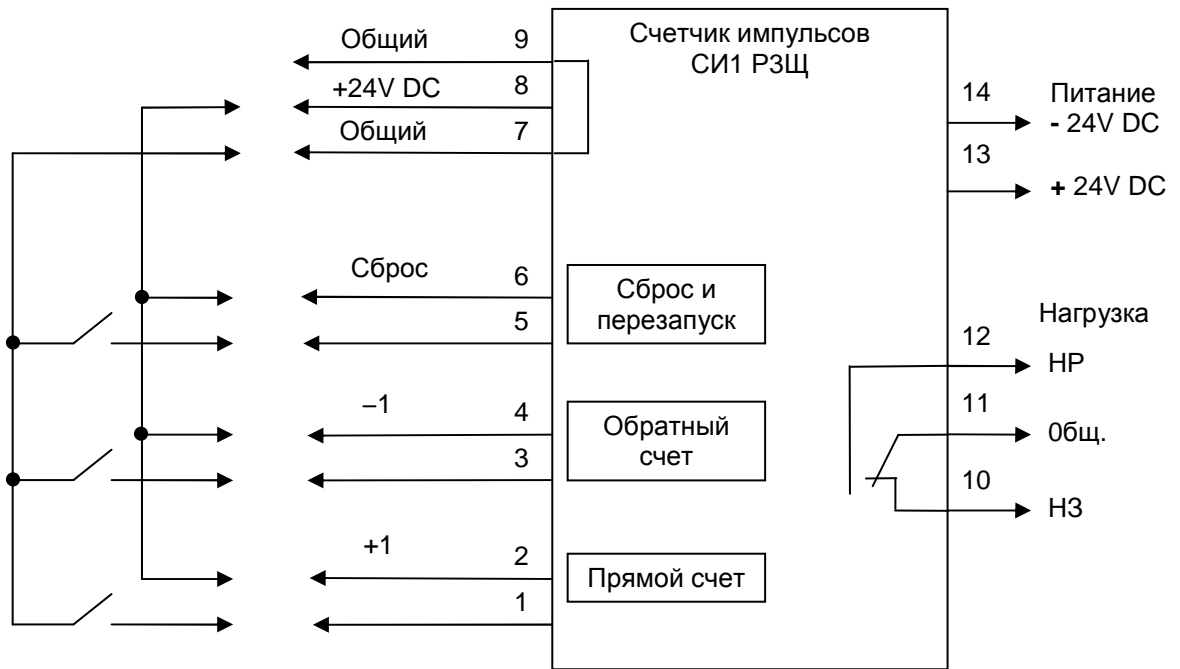 Счетчик импульсов
СИ1 РЗЩ
Общий 9
+24V DC 8
Общий 7
14 Питание
- 24V DC
13
+ 24V DC
Сброс 6
5
Сброс и
перезапуск
Нагрузка
12
НР
11
0бщ.
10
НЗ
–1 4
3
Обратный
счет
+1 2
1
Прямой счет